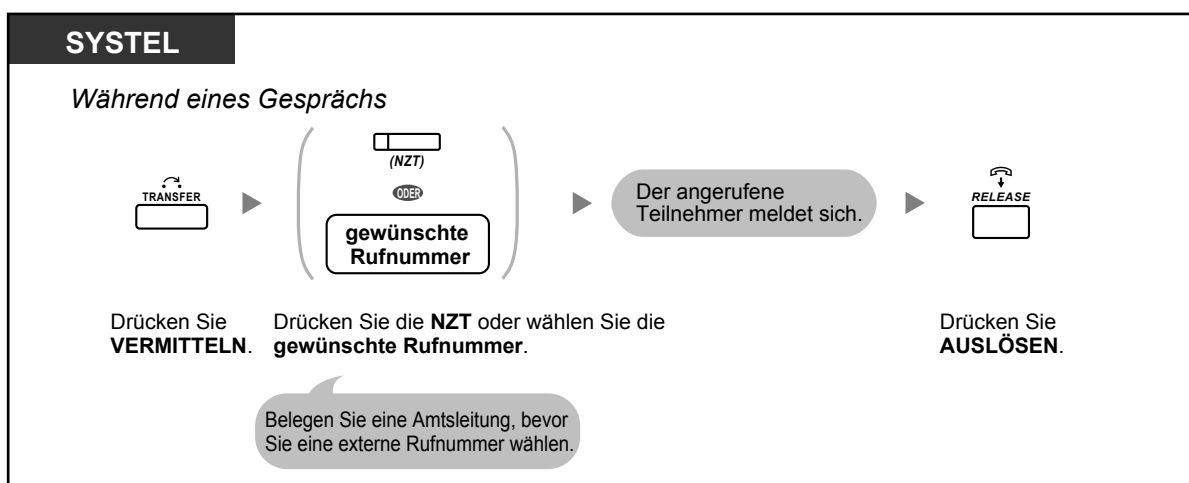 SYSTEL
Während eines Gesprächs
TRANSFER
(NZT)
ODER
gewünschte
Rufnummer
Der angerufene
Teilnehmer meldet sich.
RELEASE
Drücken Sie
VERMITTELN.
Drücken Sie die NZT oder wählen Sie die
gewünschte Rufnummer.
Drücken Sie
AUSLÖSEN.
Belegen Sie eine Amtsleitung, bevor
Sie eine externe Rufnummer wählen.